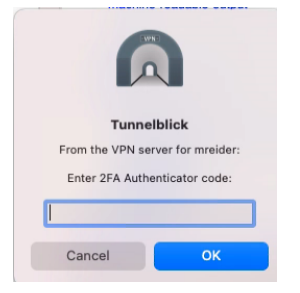 machine readable output
VPN
Tunnelblick
From the VPN server for mreider:
Enter 2FA Authenticator code:
Cancel OK